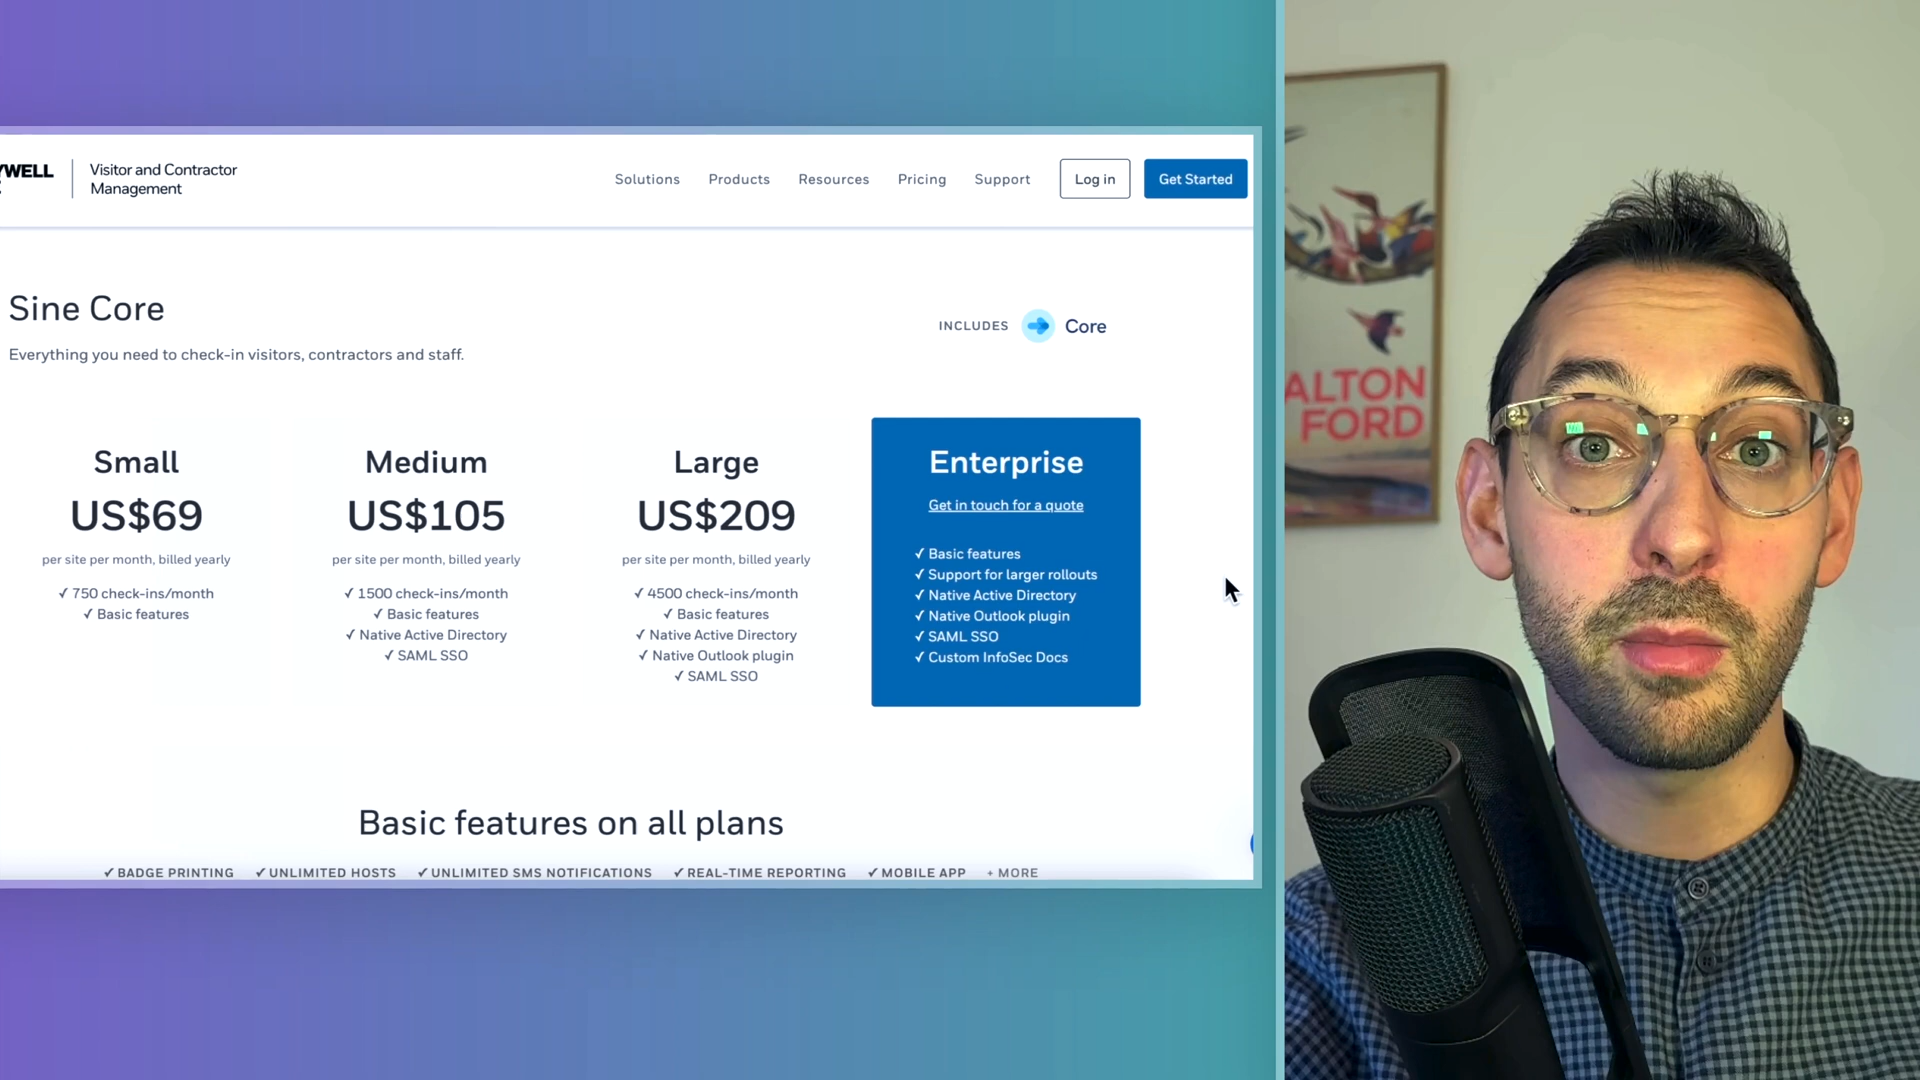 YWELL
Visitor and Contractor
Management
Solutions
Products
Resources
Pricing
Support
Log in
Get Started
Sine Core
Everything you need to check-in visitors, contractors and staff.
INCLUDES
Core
Small
US$69
per site per month, billed yearly
✓ 750 check-ins/month
✓ Basic features
Medium
US$105
per site per month, billed yearly
✓ 1500 check-ins/month
✓ Basic features
✓ Native Active Directory
✓ SAML SSO
Large
US$209
per site per month, billed yearly
✓ 4500 check-ins/month
✓ Basic features
✓ Native Active Directory
✓ Native Outlook plugin
✓ SAML SSO
Enterprise
Get in touch for a quote
✓ Basic features
✓ Support for larger rollouts
✓ Native Active Directory
✓ Native Outlook plugin
✓ SAML SSO
✓ Custom InfoSec Docs
Basic features on all plans
✓ BADGE PRINTING ✓ UNLIMITED HOSTS ✓ UNLIMITED SMS NOTIFICATIONS ✓ REAL-TIME REPORTING ✓ MOBILE APP + MORE
ALTON
FORD